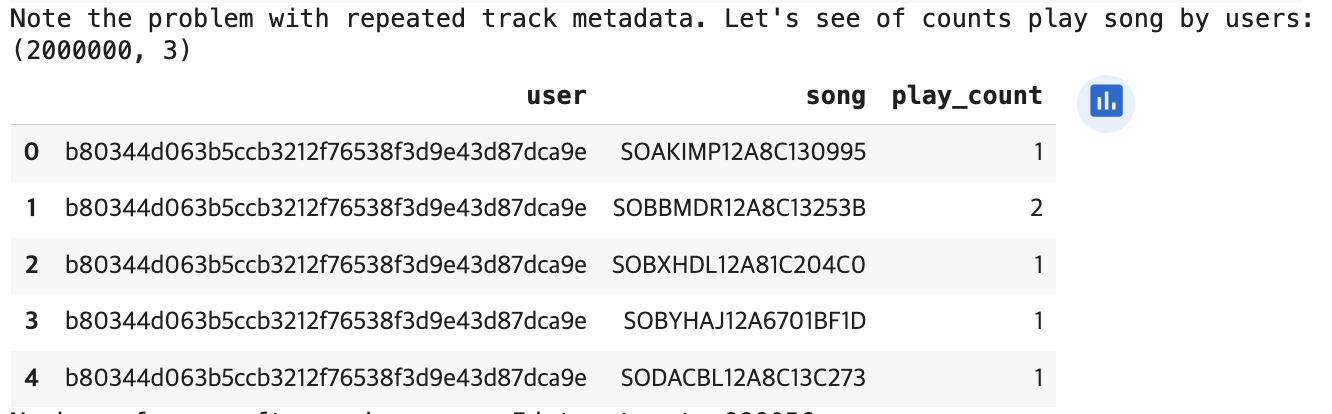 Note the problem with repeated track metadata. Let's see of counts play song by users:
(2000000, 3)
user song play_count
0 b80344d063b5ccb3212f76538f3d9e43d87dca9e SOAKIMP12A8C130995 1
1 b80344d063b5ccb3212f76538f3d9e43d87dca9e SOBBMDR12A8C13253B 2
2 b80344d063b5ccb3212f76538f3d9e43d87dca9e SOBXHDL12A81C204C0 1
3 b80344d063b5ccb3212f76538f3d9e43d87dca9e SOBYHAJ12A6701BF1D 1
4 b80344d063b5ccb3212f76538f3d9e43d87dca9e SODACBL12A8C13C273 1